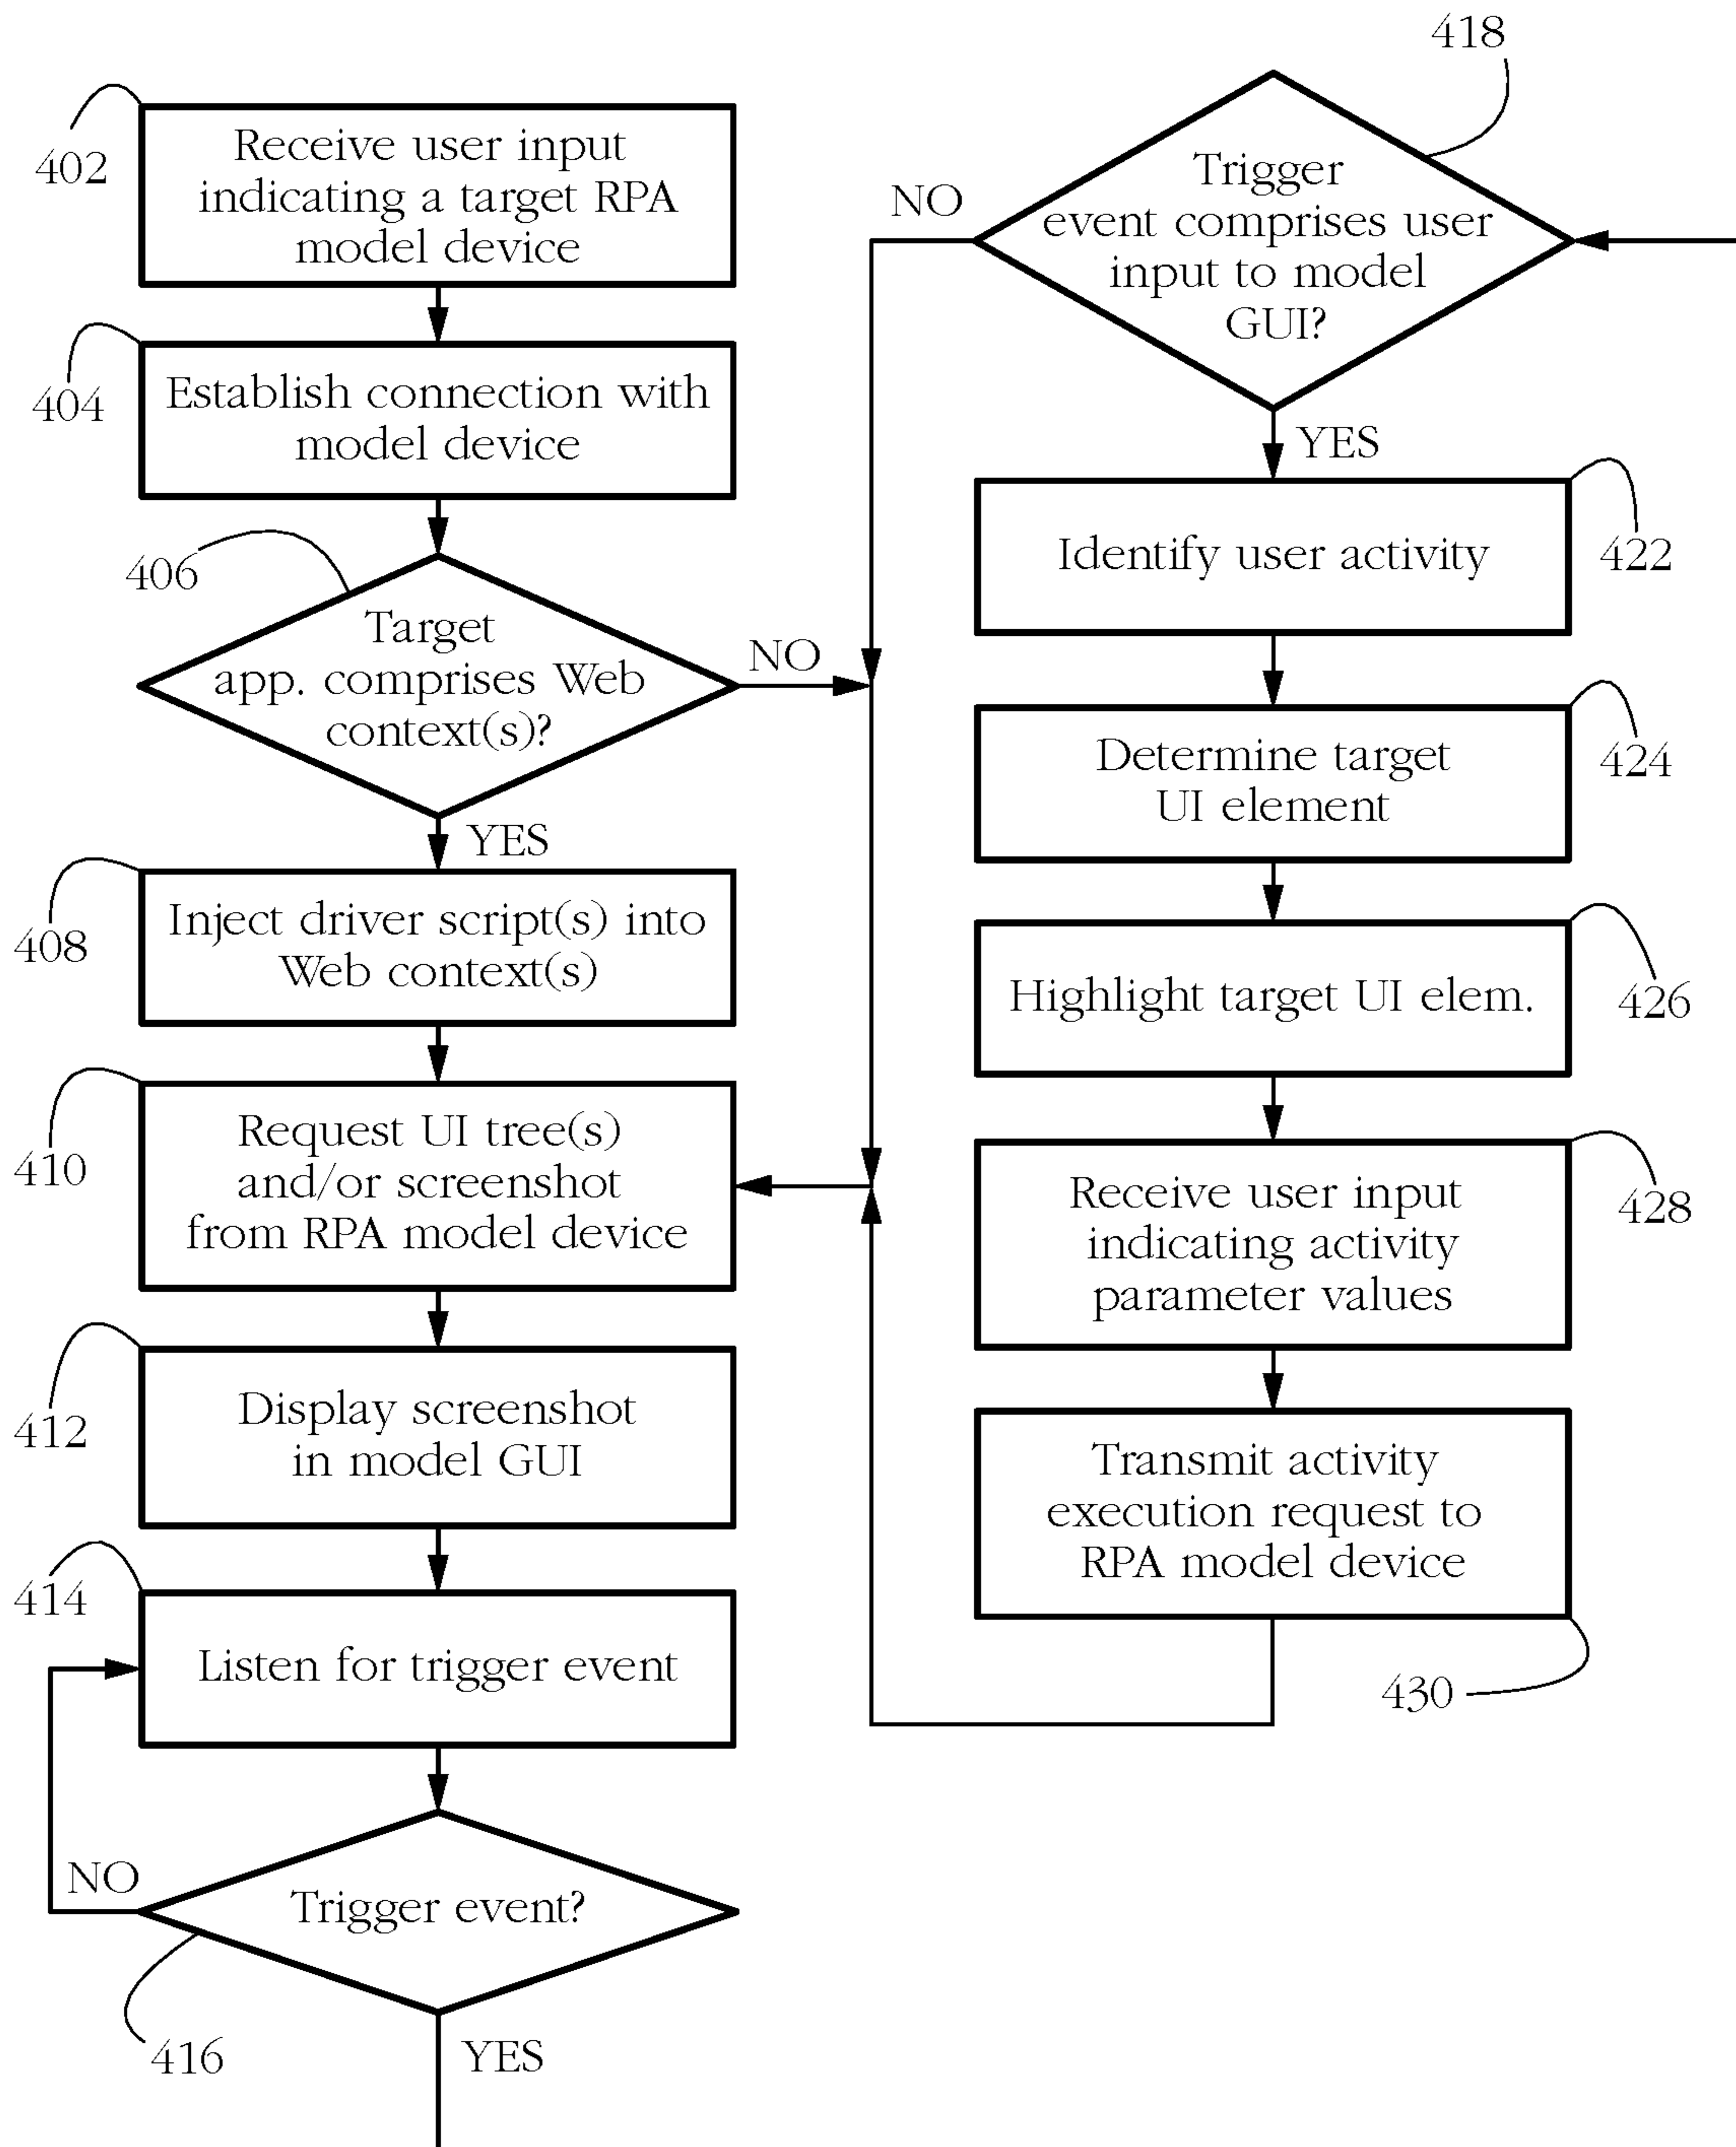 402
Receive user input
indicating a target RPA
model device
404
Establish connection with
model device
406
Target
app. comprises Web
context(s)?
NO
YES
408
Inject driver script(s) into
Web context(s)
410
Request UI tree(s)
and/or screenshot
from RPA model device
412
Display screenshot
in model GUI
414
Listen for trigger event
NO
Trigger event?
416
YES
418
Trigger
event comprises user
input to model
GUI?
NO
YES
422
Identify user activity
424
Determine target
UI element
426
Highlight target UI elem.
428
Receive user input
indicating activity
parameter values
Transmit activity
execution request to
RPA model device
430